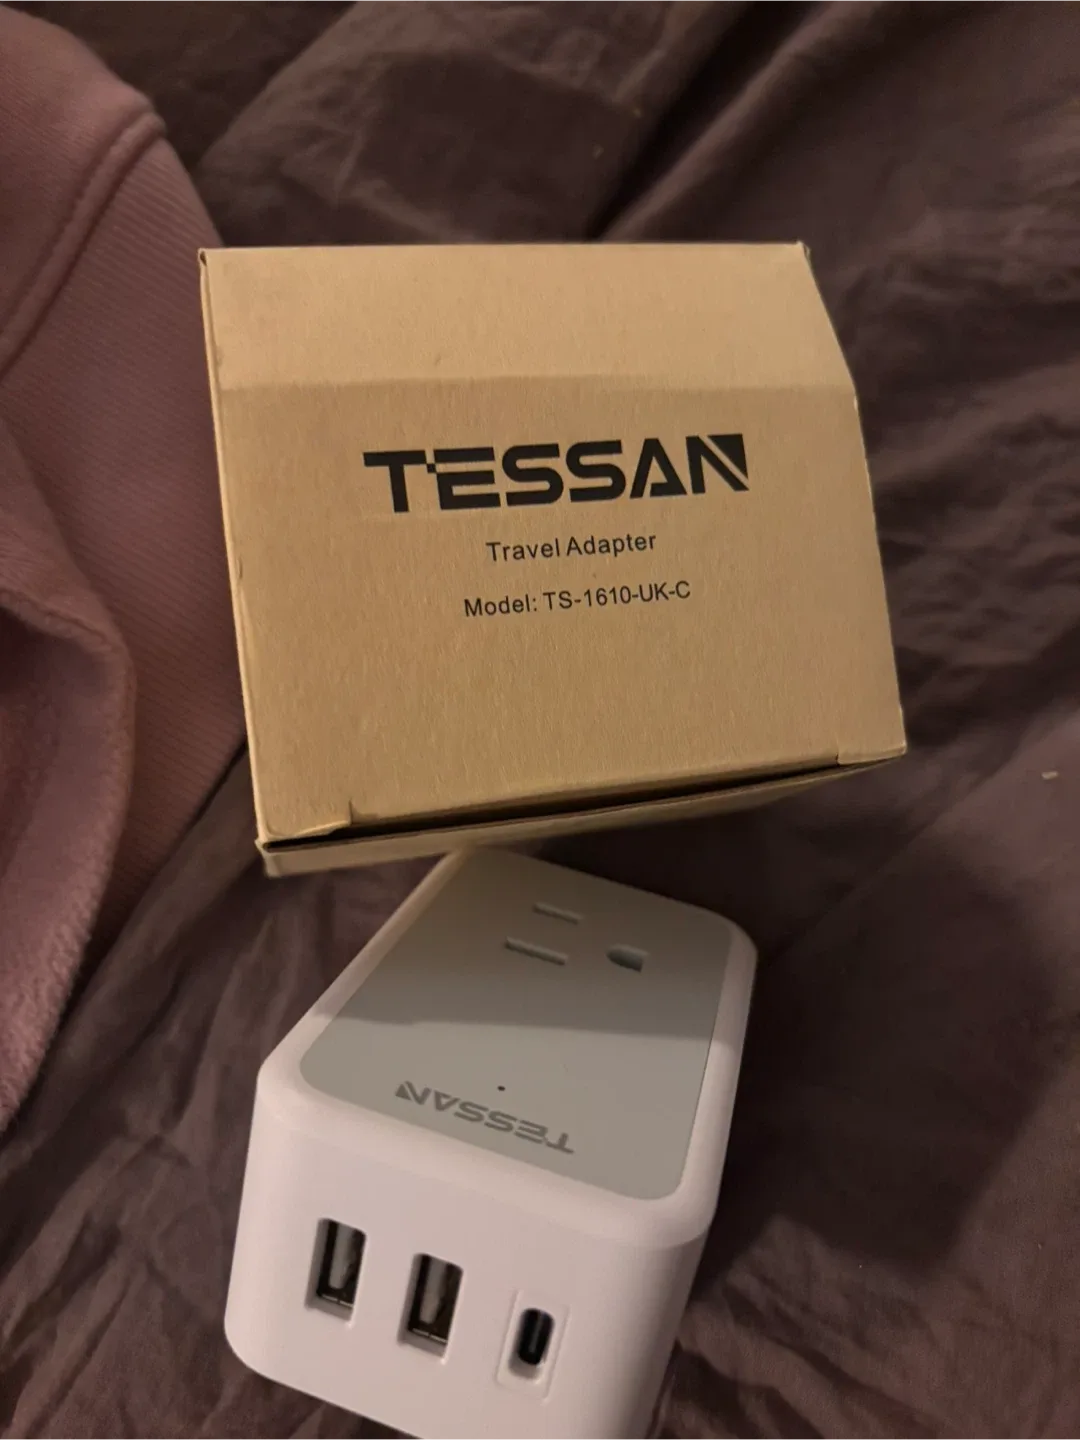 TESSAN
Travel Adapter
Model: TS-1610-UK-C
TESSAN